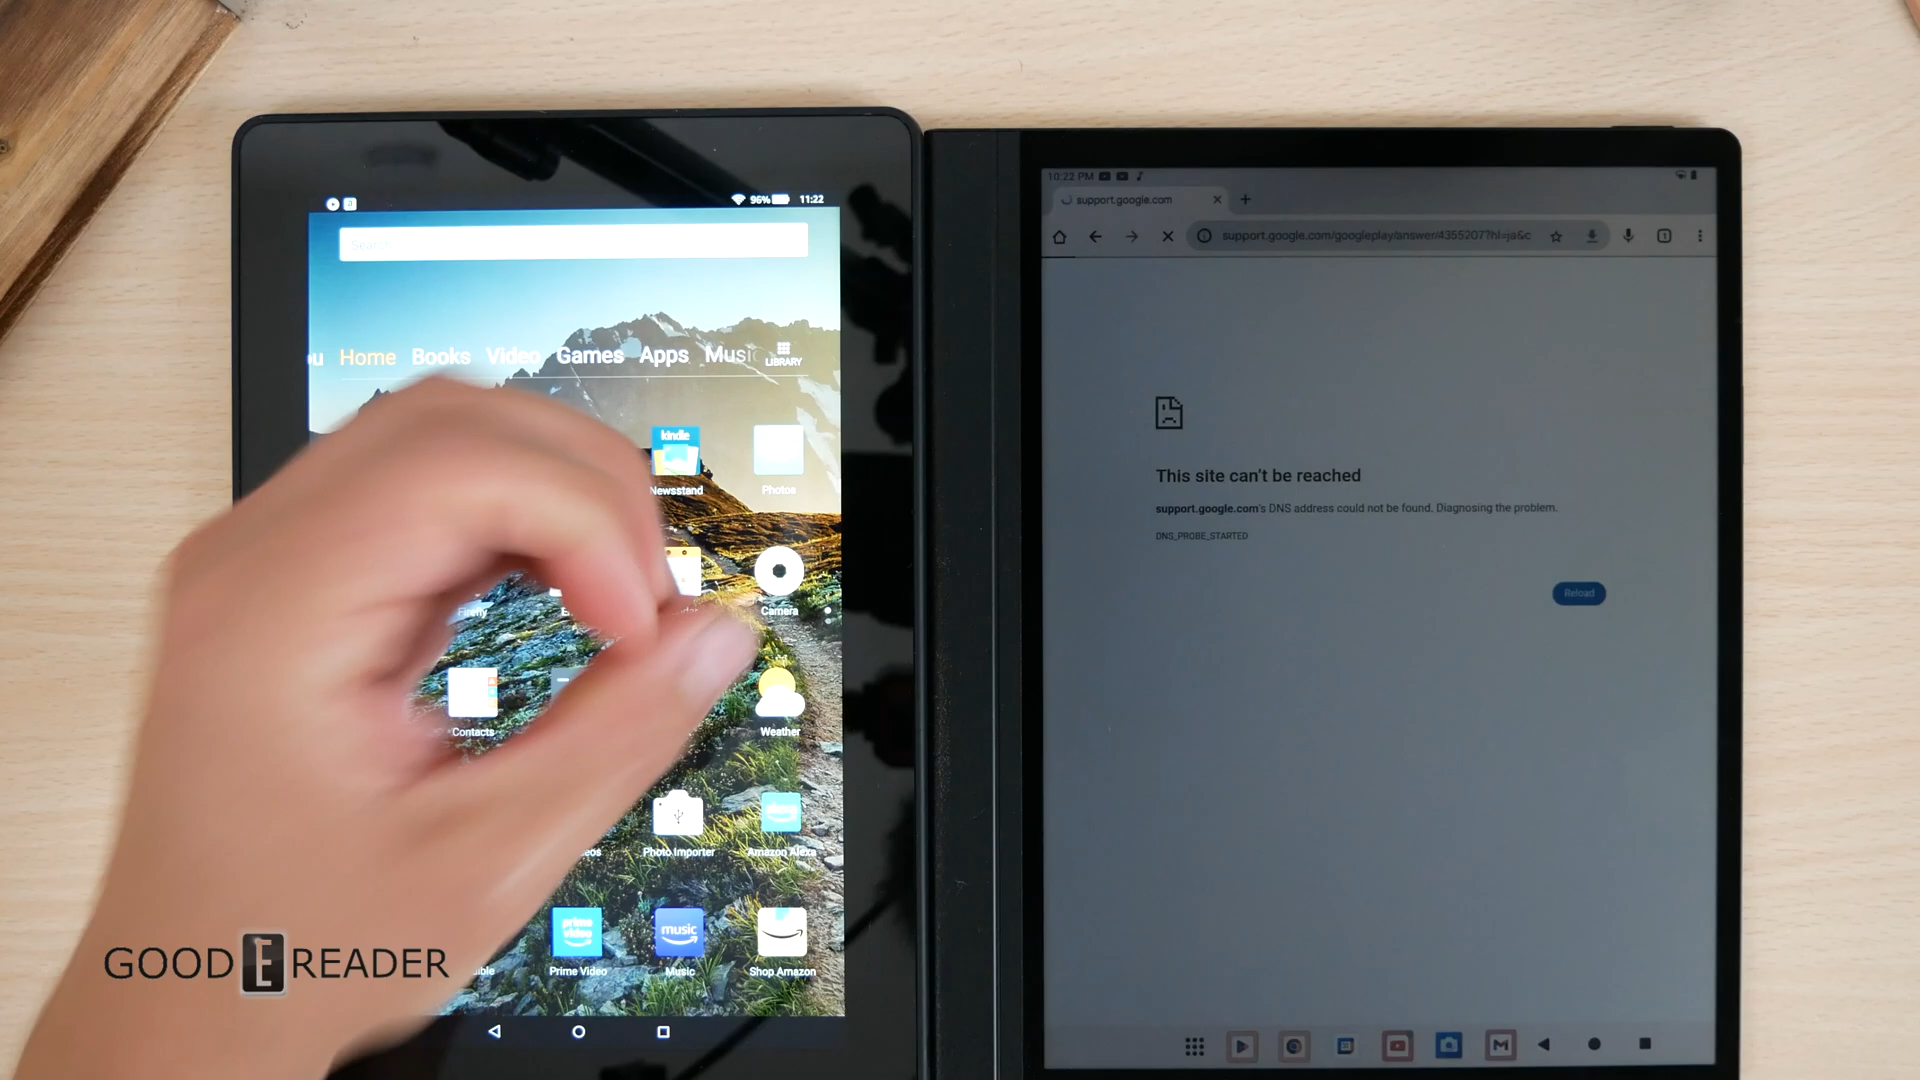 96% 11:22
Search
Home Books Video Games Apps Music
LIBRARY
kindle
Newsstand Photos
Firefly Camera
Contacts Weather
Photo Importer Amazon Alexa
prime video
music
Prime Video Music Shop Amazon
GOOD E READER
10:22 PM
support.google.com
support.google.com/googleplay/answer/4355207?hl=ja&c
1
This site can't be reached
support.google.com's DNS address could not be found. Diagnosing the problem.
DNS_PROBE_STARTED
Reload